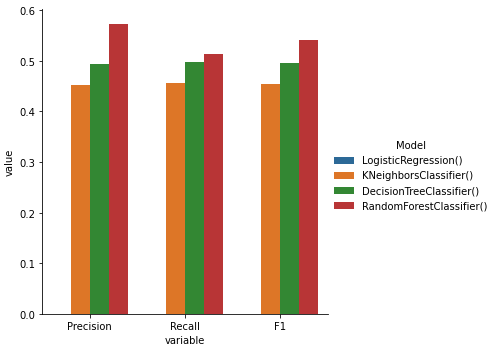 0.6
0.5
0.4
0.3
0.2
0.1
0.0
value
Precision Recall F1
variable
Model
LogisticRegression()
KNeighborsClassifier()
DecisionTreeClassifier()
RandomForestClassifier()